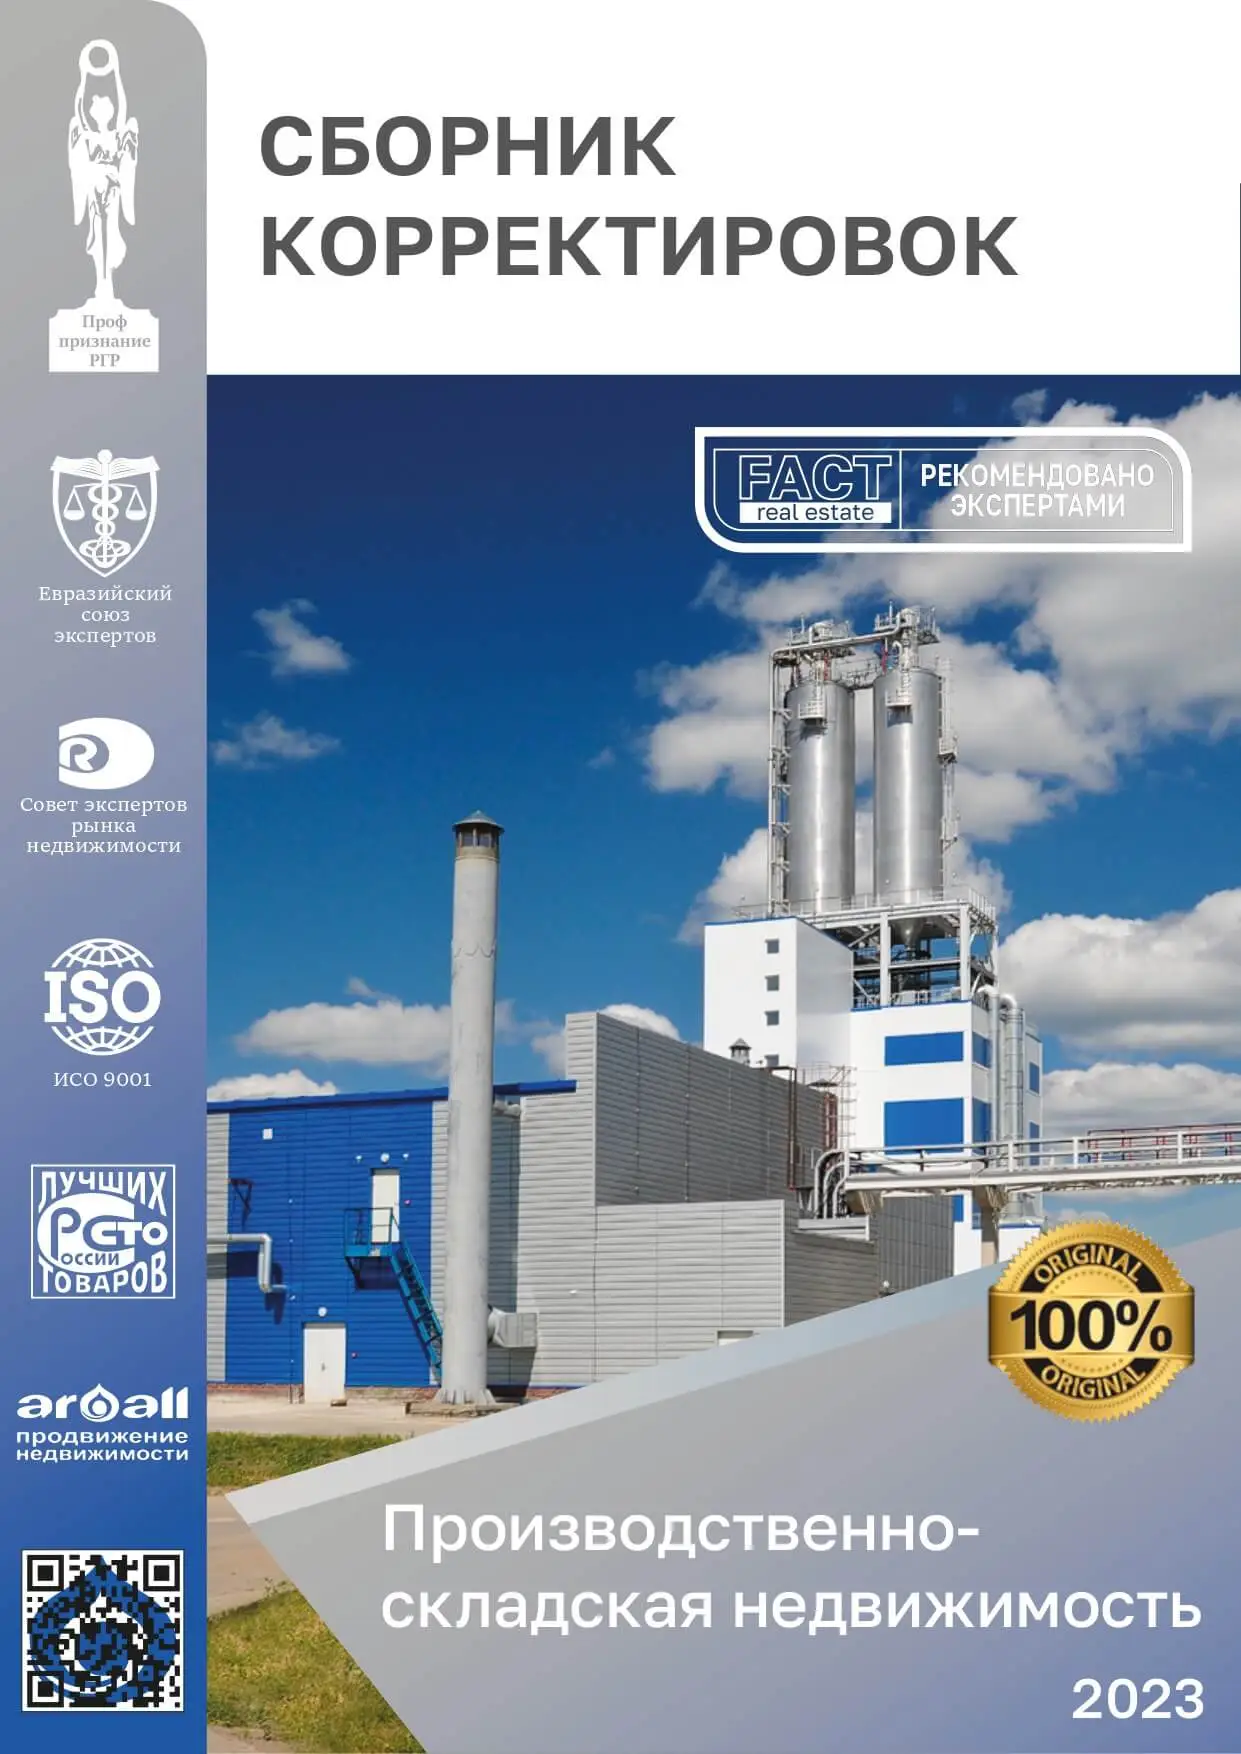 СБОРНИК
КОРРЕКТИРОВОК
Проф
признание
РГР
FACT
real estate
РЕКОМЕНДОВАНО
ЭКСПЕРТАМИ
Евразийский
союз
экспертов
R
Совет экспертов
рынка
недвижимости
ISO
ИСО 9001
ЛУЧШИХ
СТО
РОССИИ
ТОВАРОВ
ORIGINAL
100%
ORIGINAL
aroall
продвижение
недвижимости
Производственно-
складская недвижимость
2023